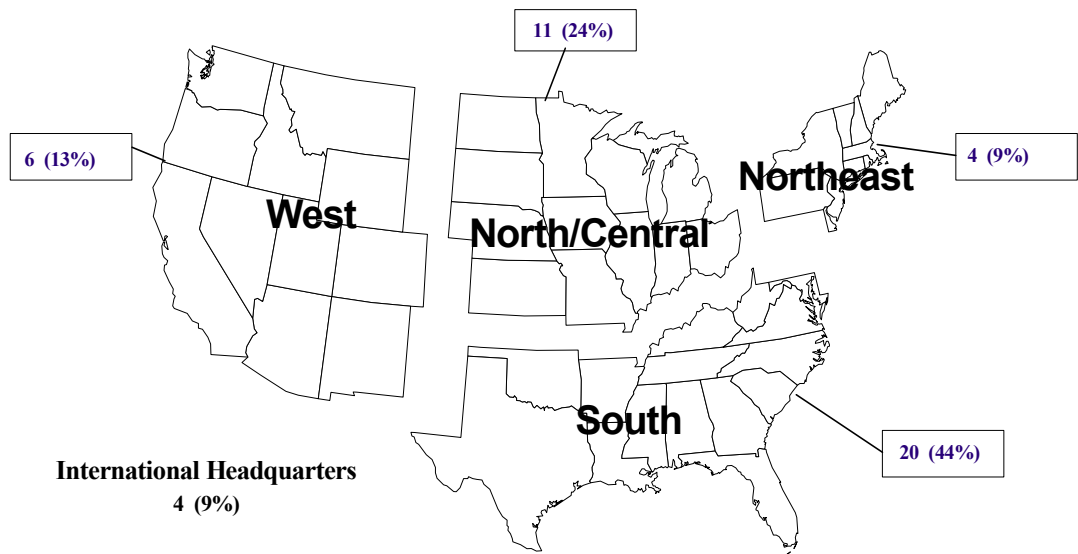 11 (24%)
6 (13%)
4 (9%)
Northeast
West
North/Central
South
20 (44%)
International Headquarters
4 (9%)